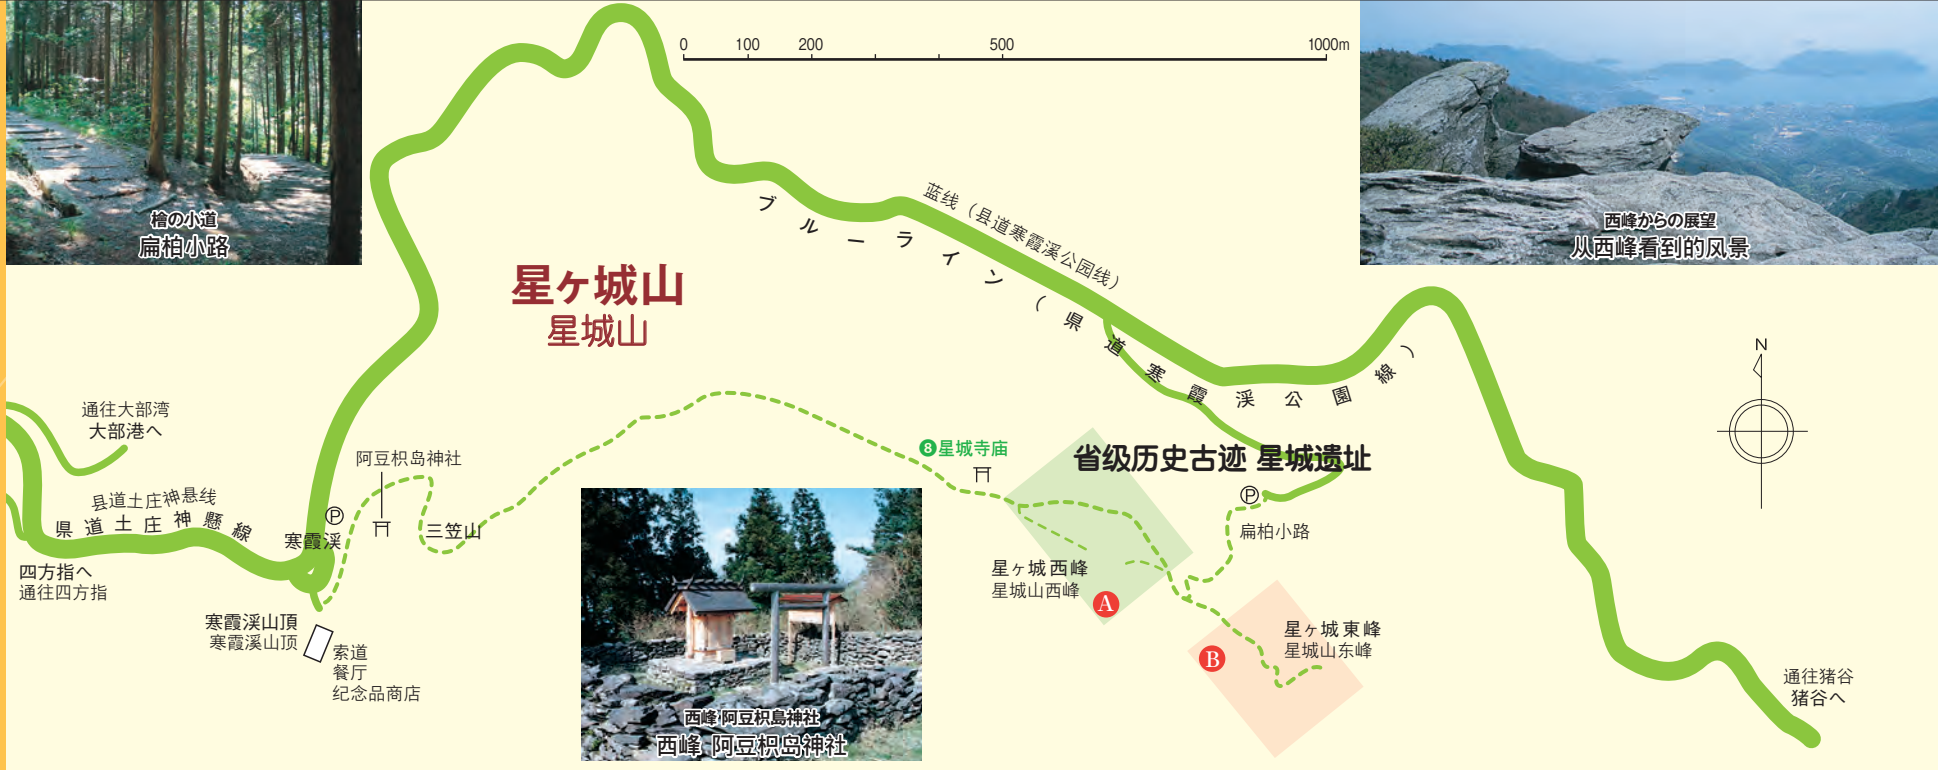 檜の小道
扁柏小路
0 100 200 500 1000m
西峰からの展望
从西峰看到的风景
蓝线（县道寒霞溪公园线）
ブルーライン（県道寒霞渓公園線）
星ヶ城山
星城山
N
通往大部湾
大部港へ
阿豆枳岛神社
8星城寺庙
省级历史古迹 星城遗址
P
扁柏小路
县道土庄神悬线
県道土庄神懸線
P
寒霞渓
三笠山
四方指へ
通往四方指
星ヶ城西峰
星城山西峰
A
寒霞渓山頂
寒霞溪山顶
索道
餐厅
纪念品商店
星ヶ城東峰
星城山东峰
B
通往猪谷
猪谷へ
西峰 阿豆枳島神社
西峰 阿豆枳岛神社